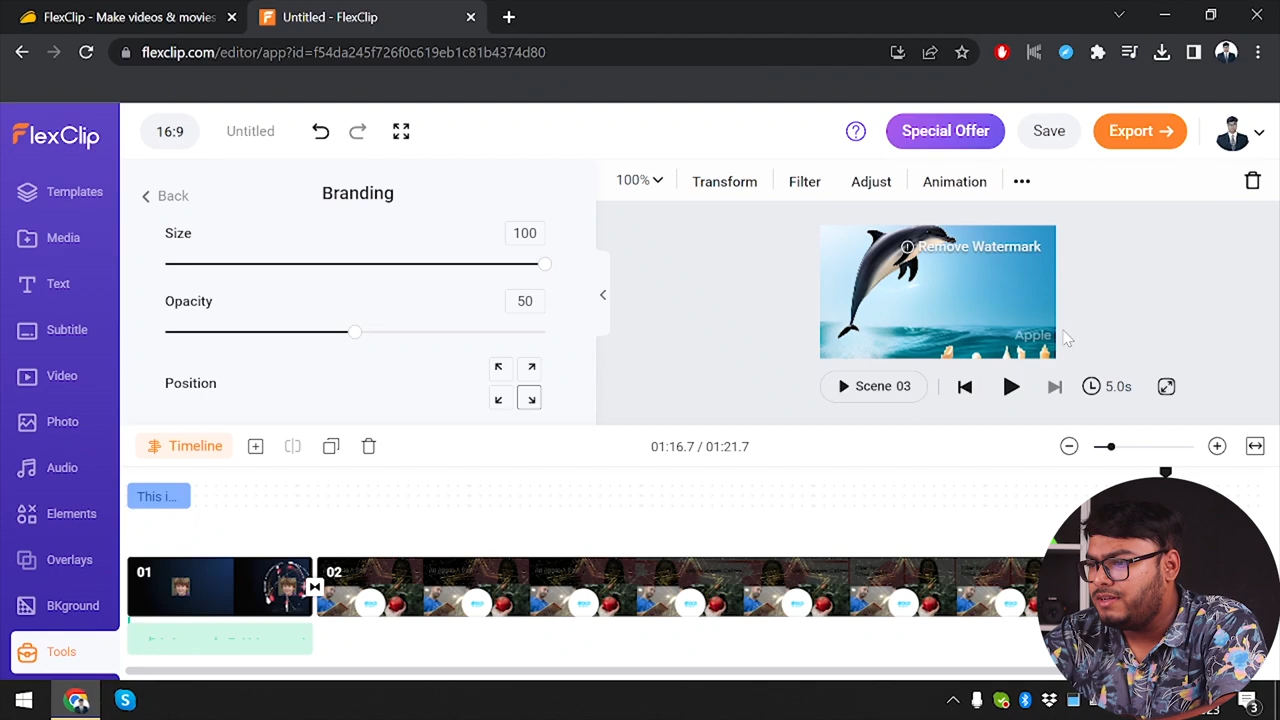 FlexClip - Make videos & movies
Untitled - FlexClip
flexclip.com/editor/app?id=f54da245f726f0c619eb1c81b4374d80
FlexClip
16:9
Untitled
Special Offer
Save
Export →
Templates
Media
Text
Subtitle
Video
Photo
Audio
Elements
Overlays
BKground
Tools
Back
Branding
Size
100
Opacity
50
Position
100%
Transform
Filter
Adjust
Animation
Remove Watermark
Apple
Scene 03
5.0s
Timeline
01:16.7 / 01:21.7
This i...
01
02
3